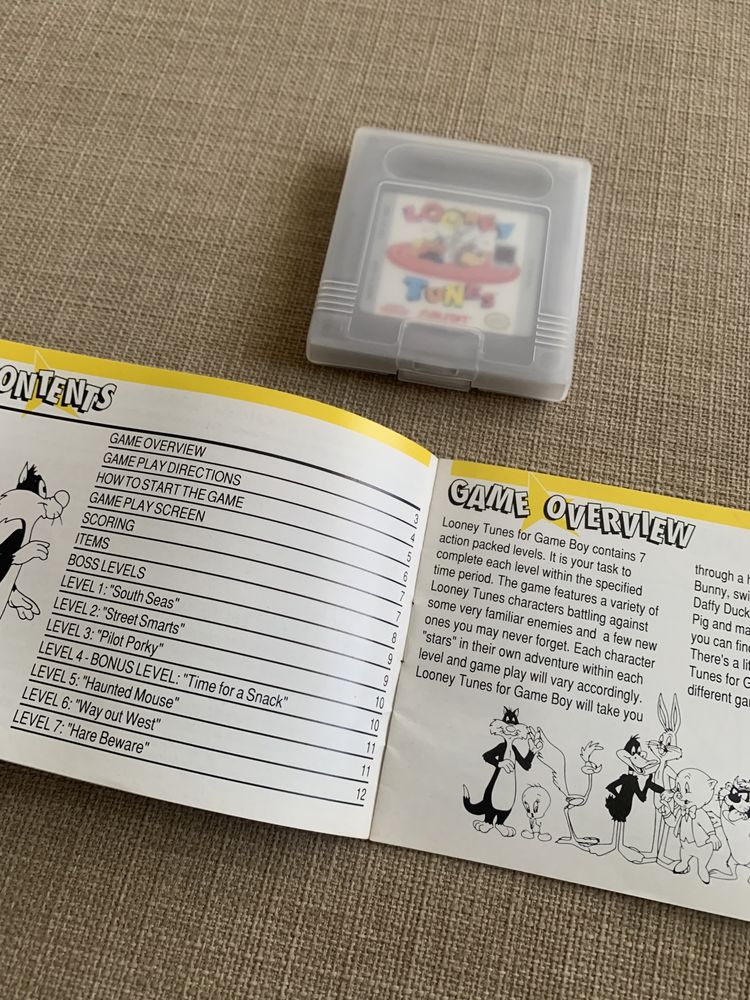 LOONEY
TUNES
SUNSOFT
ONTENTS
GAME OVERVIEW 3
GAME PLAY DIRECTIONS 4
HOW TO START THE GAME 5
GAME PLAY SCREEN 6
SCORING 7
ITEMS 7
BOSS LEVELS 8
LEVEL 1: "South Seas" 9
LEVEL 2: "Street Smarts" 9
LEVEL 3: "Pilot Porky" 10
LEVEL 4 - BONUS LEVEL: "Time for a Snack" 10
LEVEL 5: "Haunted Mouse" 11
LEVEL 6: "Way out West" 11
LEVEL 7: "Hare Beware" 12
GAME OVERVIEW
Looney Tunes for Game Boy contains 7
action packed levels. It is your task to
complete each level within the specified
time period. The game features a variety of
Looney Tunes characters battling against
some very familiar enemies and a few new
ones you may never forget. Each character
"stars" in their own adventure within each
level and game play will vary accordingly.
Looney Tunes for Game Boy will take you
through a h
Bunny, swi
Daffy Duck
Pig and ma
you can fin
There's a li
Tunes for G
different ga